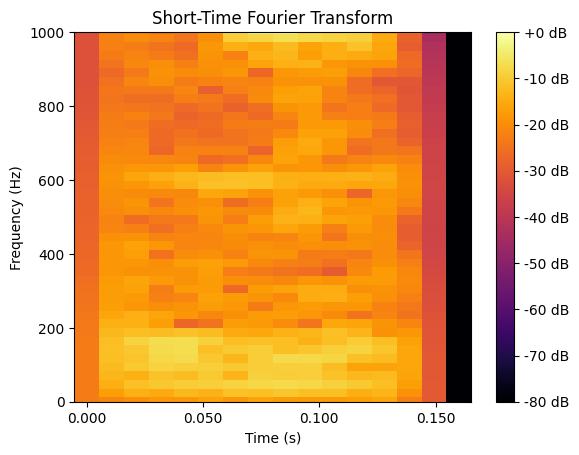 Short-Time Fourier Transform
1000
800
600
400
200
0
Frequency (Hz)
0.000
0.050
0.100
0.150
Time (s)
+0 dB
-10 dB
-20 dB
-30 dB
-40 dB
-50 dB
-60 dB
-70 dB
-80 dB